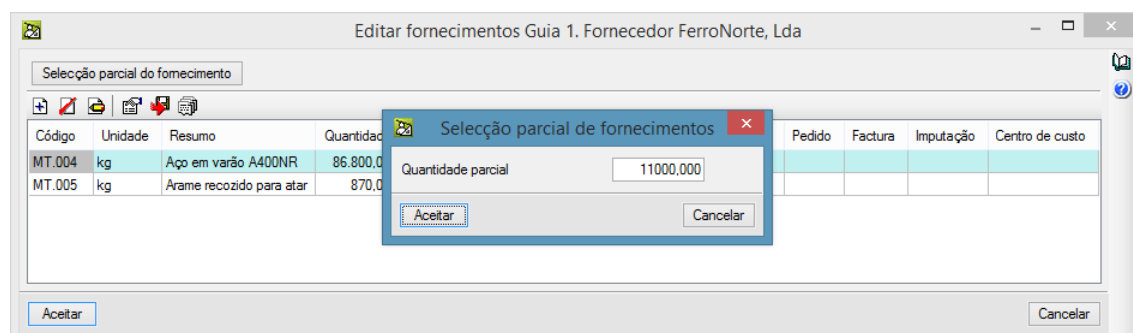 Editar fornecimentos Guia 1. Fornecedor FerroNorte, Lda
Selecção parcial do fornecimento
Código Unidade Resumo Quantidad Pedido Factura Imputação Centro de custo
MT.004 kg Aço em varão A400NR 86.800,0
MT.005 kg Arame recozido para atar 870,0
Selecção parcial de fornecimentos
Quantidade parcial 11000,000
Aceitar Cancelar
Aceitar Cancelar